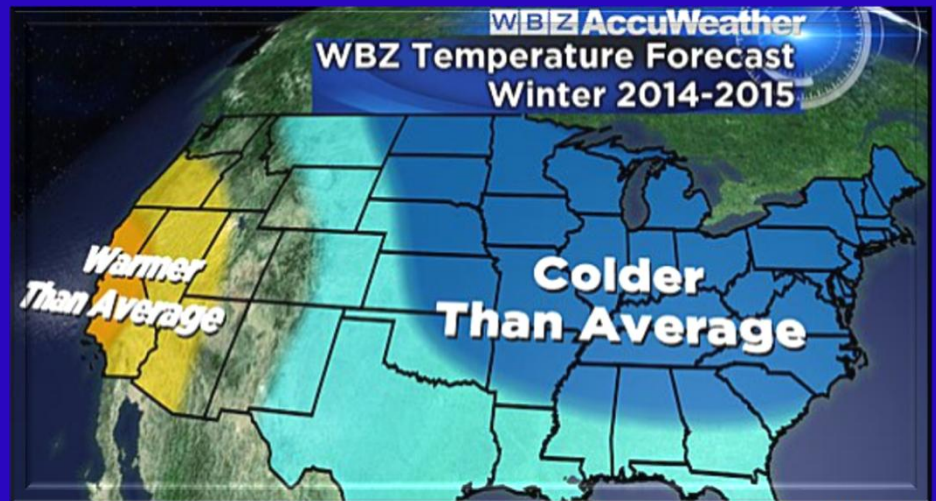 WBZ AccuWeather
WBZ Temperature Forecast
Winter 2014-2015
Warmer
Than Average
Colder
Than Average